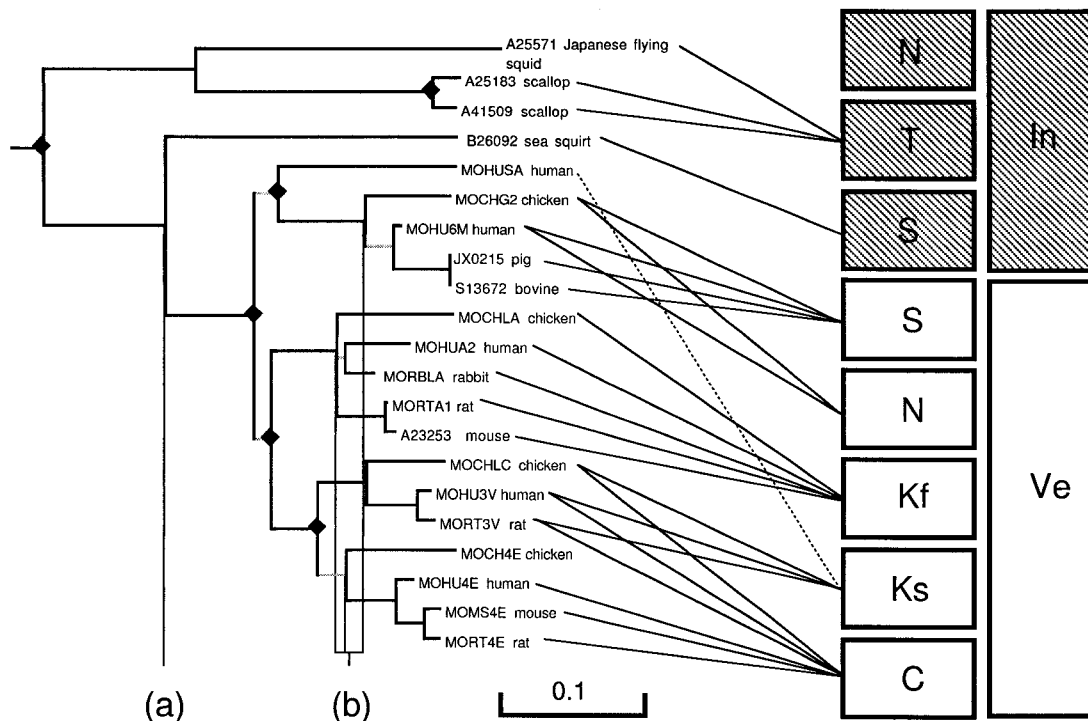 A25571 Japanese flying
squid
A25183 scallop
A41509 scallop
B26092 sea squirt
MOHUSA human
MOCHG2 chicken
MOHU6M human
JX0215 pig
S13672 bovine
MOCHLA chicken
MOHUA2 human
MORBLA rabbit
MORTA1 rat
A23253 mouse
MOCHLC chicken
MOHU3V human
MORT3V rat
MOCH4E chicken
MOHU4E human
MOMS4E mouse
MORT4E rat
N
T
S
S
N
Kf
Ks
C
In
Ve
(a)
(b)
0.1